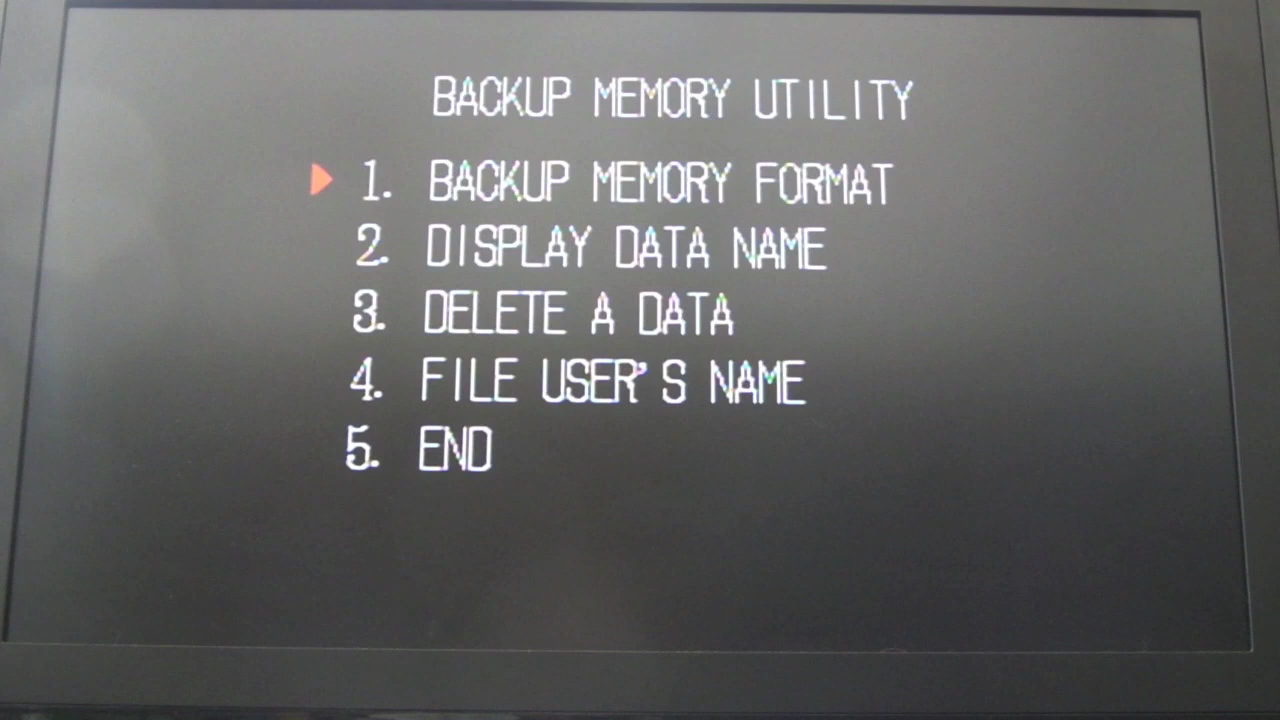 BACKUP MEMORY UTILITY
1. BACKUP MEMORY FORMAT
2. DISPLAY DATA NAME
3. DELETE A DATA
4. FILE USER'S NAME
5. END